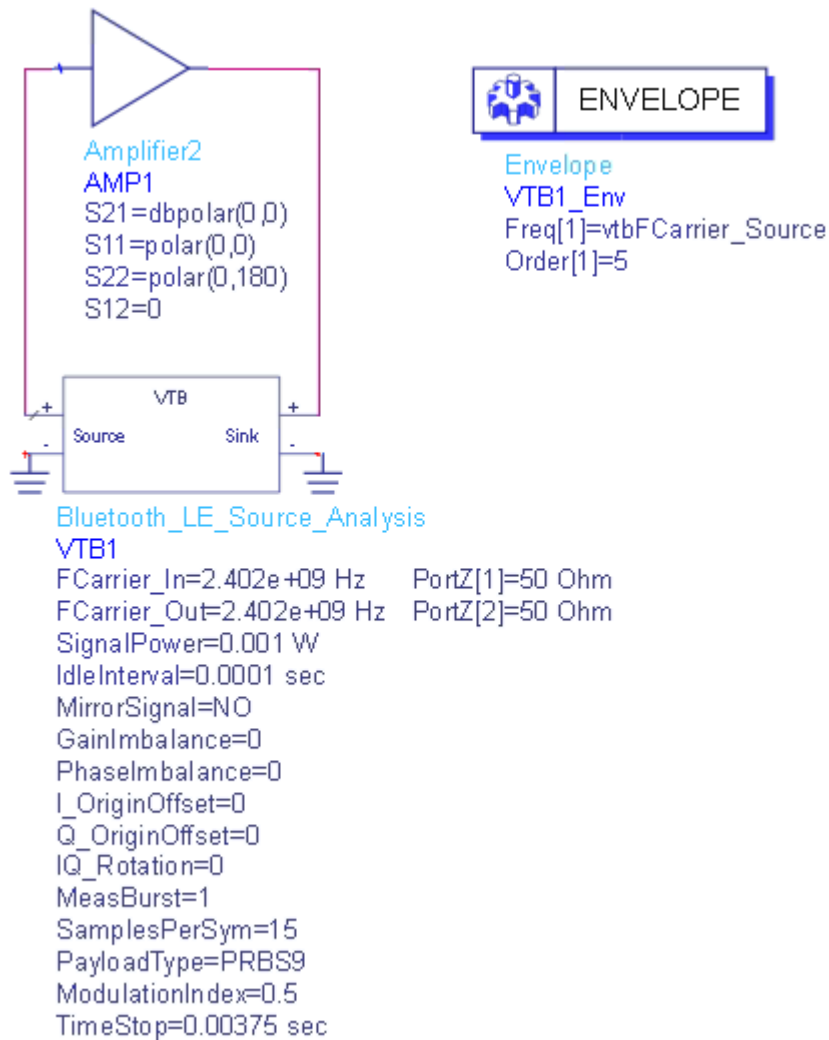 Amplifier2
AMP1
S21=dbpolar(0,0)
S11=polar(0,0)
S22=polar(0,180)
S12=0
ENVELOPE
Envelope
VTB1_Env
Freq[1]=vtbFCarrier_Source
Order[1]=5
VTB
+ +
Source Sink
- -
Bluetooth_LE_Source_Analysis
VTB1
FCarrier_In=2.402e+09 Hz PortZ[1]=50 Ohm
FCarrier_Out=2.402e+09 Hz PortZ[2]=50 Ohm
SignalPower=0.001 W
IdleInterval=0.0001 sec
MirrorSignal=NO
GainImbalance=0
PhaseImbalance=0
I_OriginOffset=0
Q_OriginOffset=0
IQ_Rotation=0
MeasBurst=1
SamplesPerSym=15
PayloadType=PRBS9
ModulationIndex=0.5
TimeStop=0.00375 sec